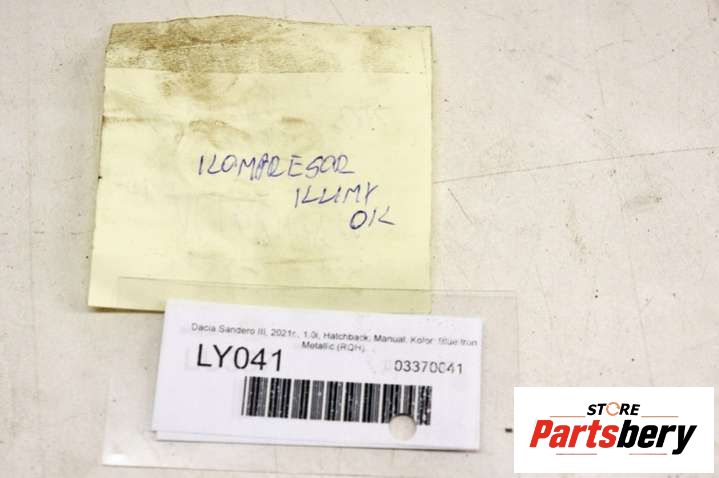 KOMPRESOR
KLIMY
OK
Dacia Sandero III, 2021r., 1.0i, Hatchback, Manual, Kolor: Blue Iron
Metallic (RQH),
LY041
03370041
STORE
Partsbery